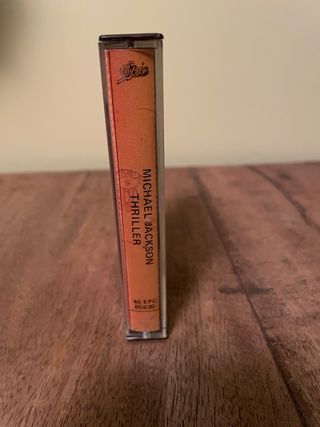 Epic
MICHAEL JACKSON
THRILLER
40 EPC
85930